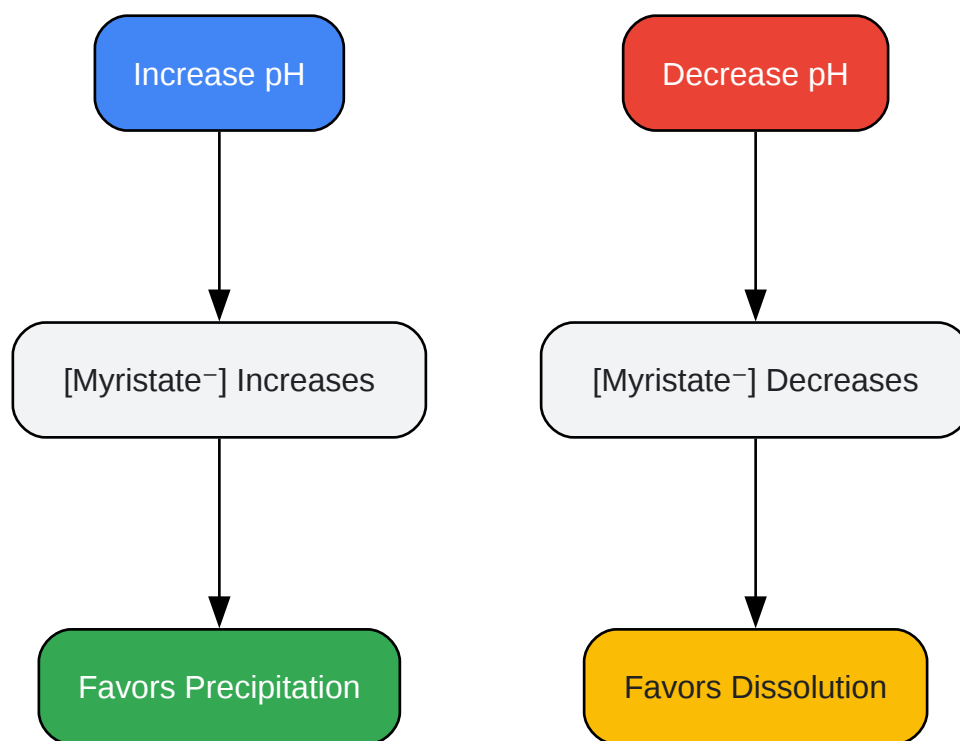 Increase pH
Decrease pH
[Myristate⁻] Increases
[Myristate⁻] Decreases
Favors Precipitation
Favors Dissolution